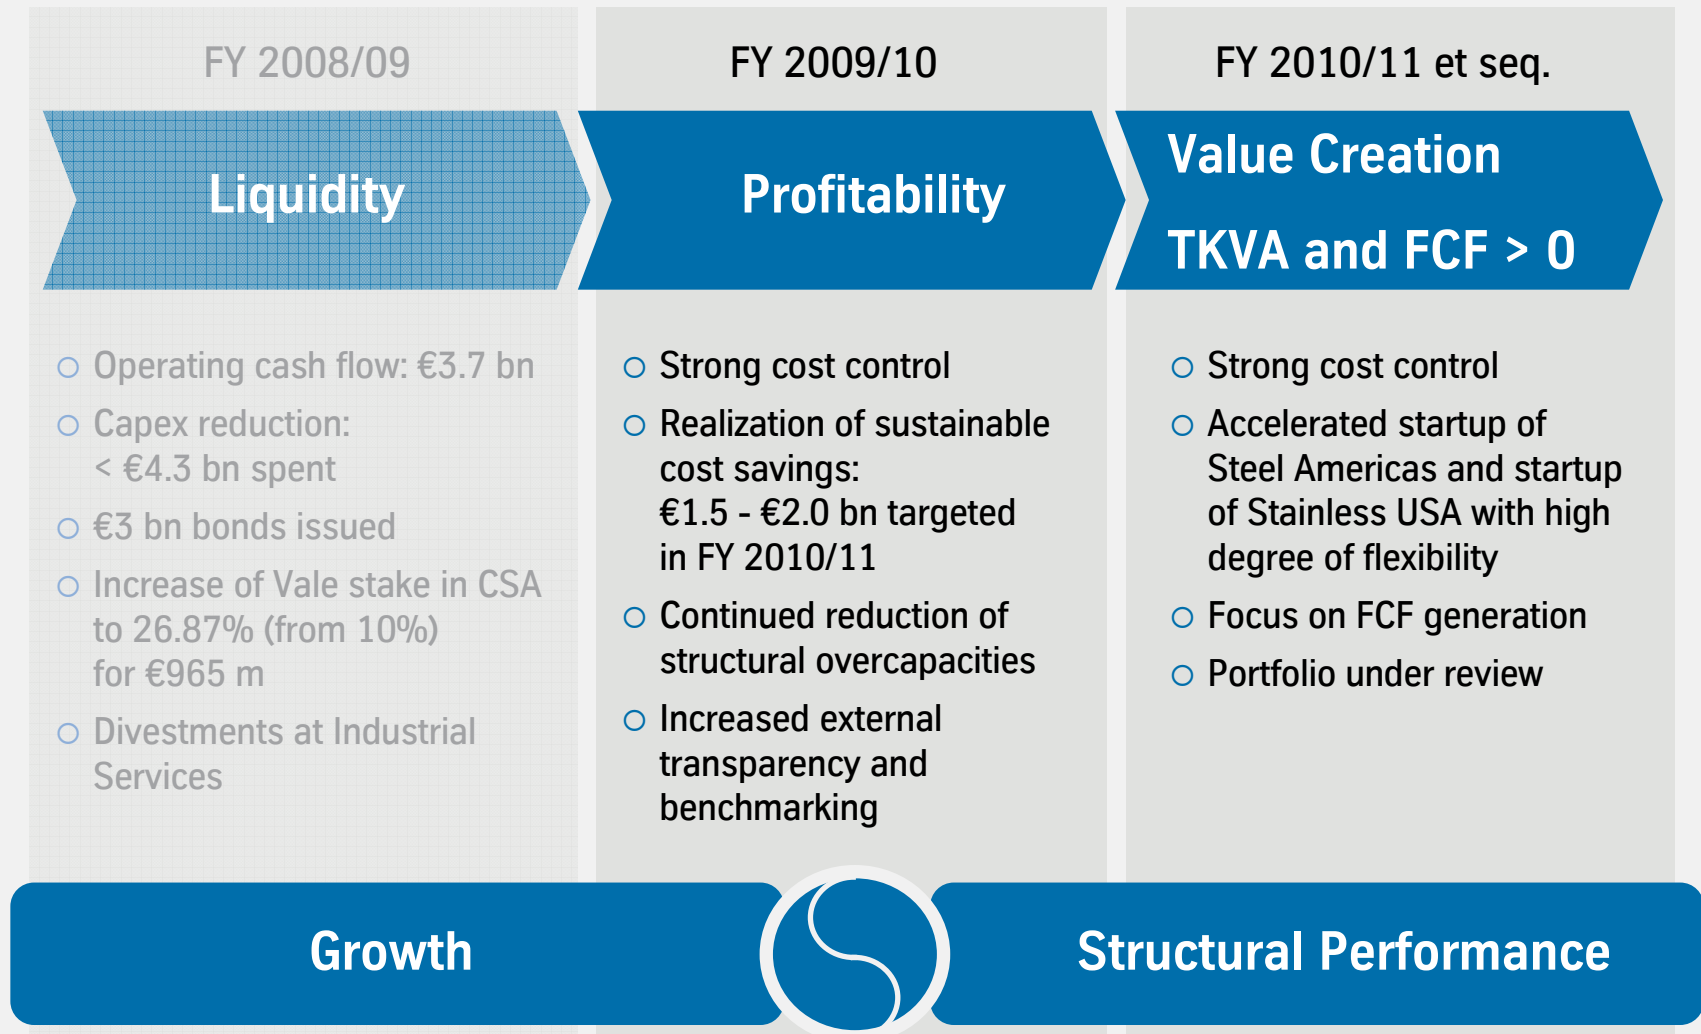 FY 2008/09
Liquidity
Operating cash flow: €3.7 bn
Capex reduction:
< €4.3 bn spent
€3 bn bonds issued
Increase of Vale stake in CSA
to 26.87% (from 10%)
for €965 m
Divestments at Industrial
Services
FY 2009/10
Profitability
Strong cost control
Realization of sustainable
cost savings:
€1.5 - €2.0 bn targeted
in FY 2010/11
Continued reduction of
structural overcapacities
Increased external
transparency and
benchmarking
FY 2010/11 et seq.
Value Creation
TKVA and FCF > 0
Strong cost control
Accelerated startup of
Steel Americas and startup
of Stainless USA with high
degree of flexibility
Focus on FCF generation
Portfolio under review
Growth
Structural Performance